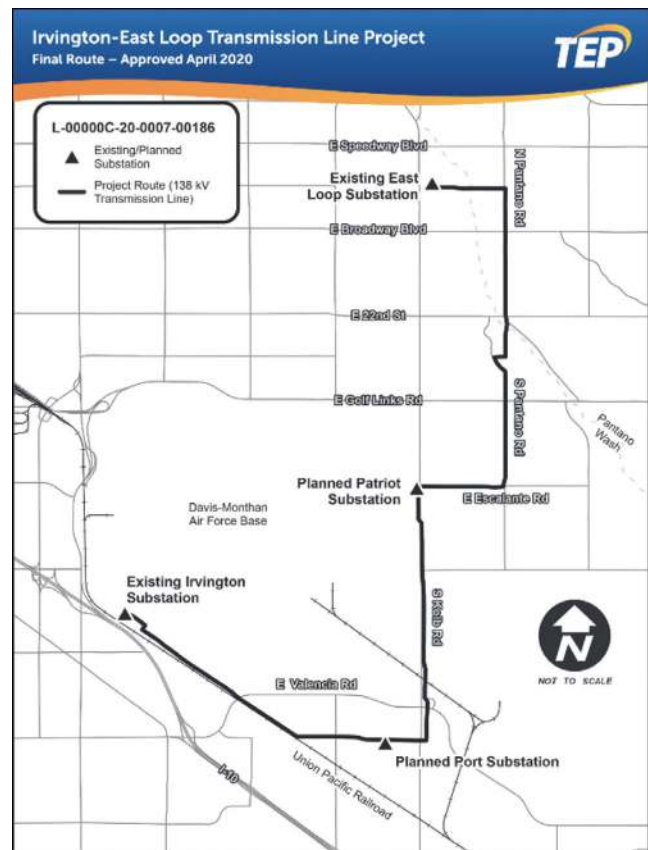 Irvington-East Loop Transmission Line Project
Final Route – Approved April 2020
TEP
L-00000C-20-0007-00186
Existing/Planned
Substation
Project Route (138 kV
Transmission Line)
E Speedway Blvd
N Pantano Rd
Existing East
Loop Substation
E Broadway Blvd
E 22nd St
S Pantano Rd
E Golf Links Rd
Pantano
Wash
Planned Patriot
Substation
E Escalante Rd
Davis-Monthan
Air Force Base
Existing Irvington
Substation
S Kolb Rd
N
NOT TO SCALE
E Valencia Rd
I-10
Union Pacific Railroad
Planned Port Substation